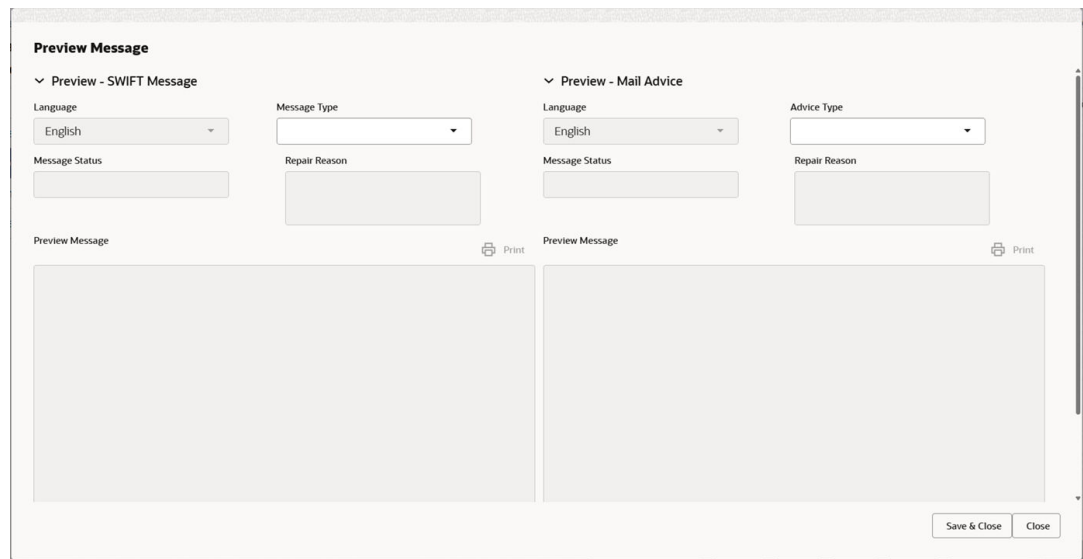 Preview Message
Preview - SWIFT Message
Language
Message Type
English
Message Status
Repair Reason
Preview Message
Print
Preview - Mail Advice
Language
Advice Type
English
Message Status
Repair Reason
Preview Message
Print
Save & Close
Close